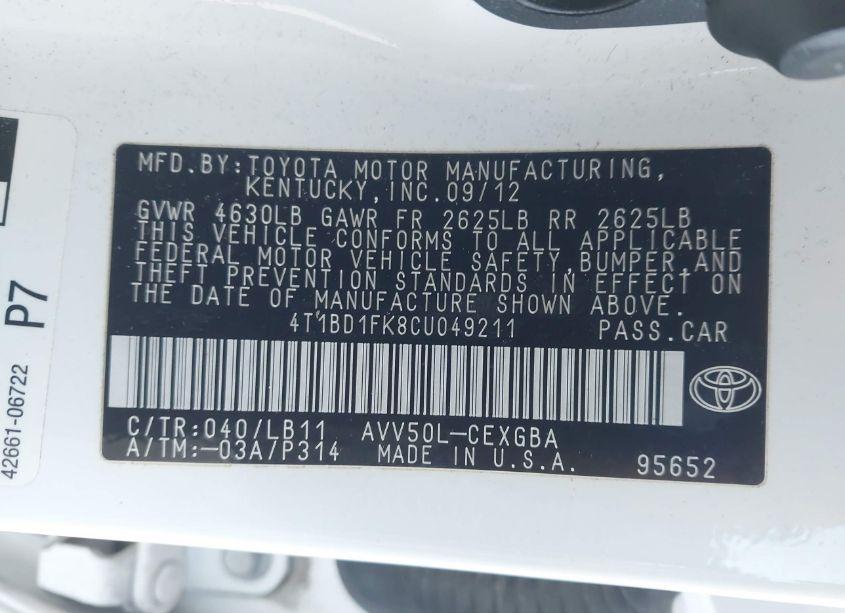 MFD.BY:TOYOTA MOTOR MANUFACTURING,
KENTUCKY,INC.09/12
GVWR 4630LB GAWR FR 2625LB RR 2625LB
THIS VEHICLE CONFORMS TO ALL APPLICABLE
FEDERAL MOTOR VEHICLE SAFETY,BUMPER,AND
THEFT PREVENTION STANDARDS IN EFFECT ON
THE DATE OF MANUFACTURE SHOWN ABOVE.
4T1BD1FK8CU049211 PASS.CAR
C/TR:040/LB11 AVV50L-CEXGBA
A/TM:-03A/P314 MADE IN U.S.A. 95652
P7
42661-06722